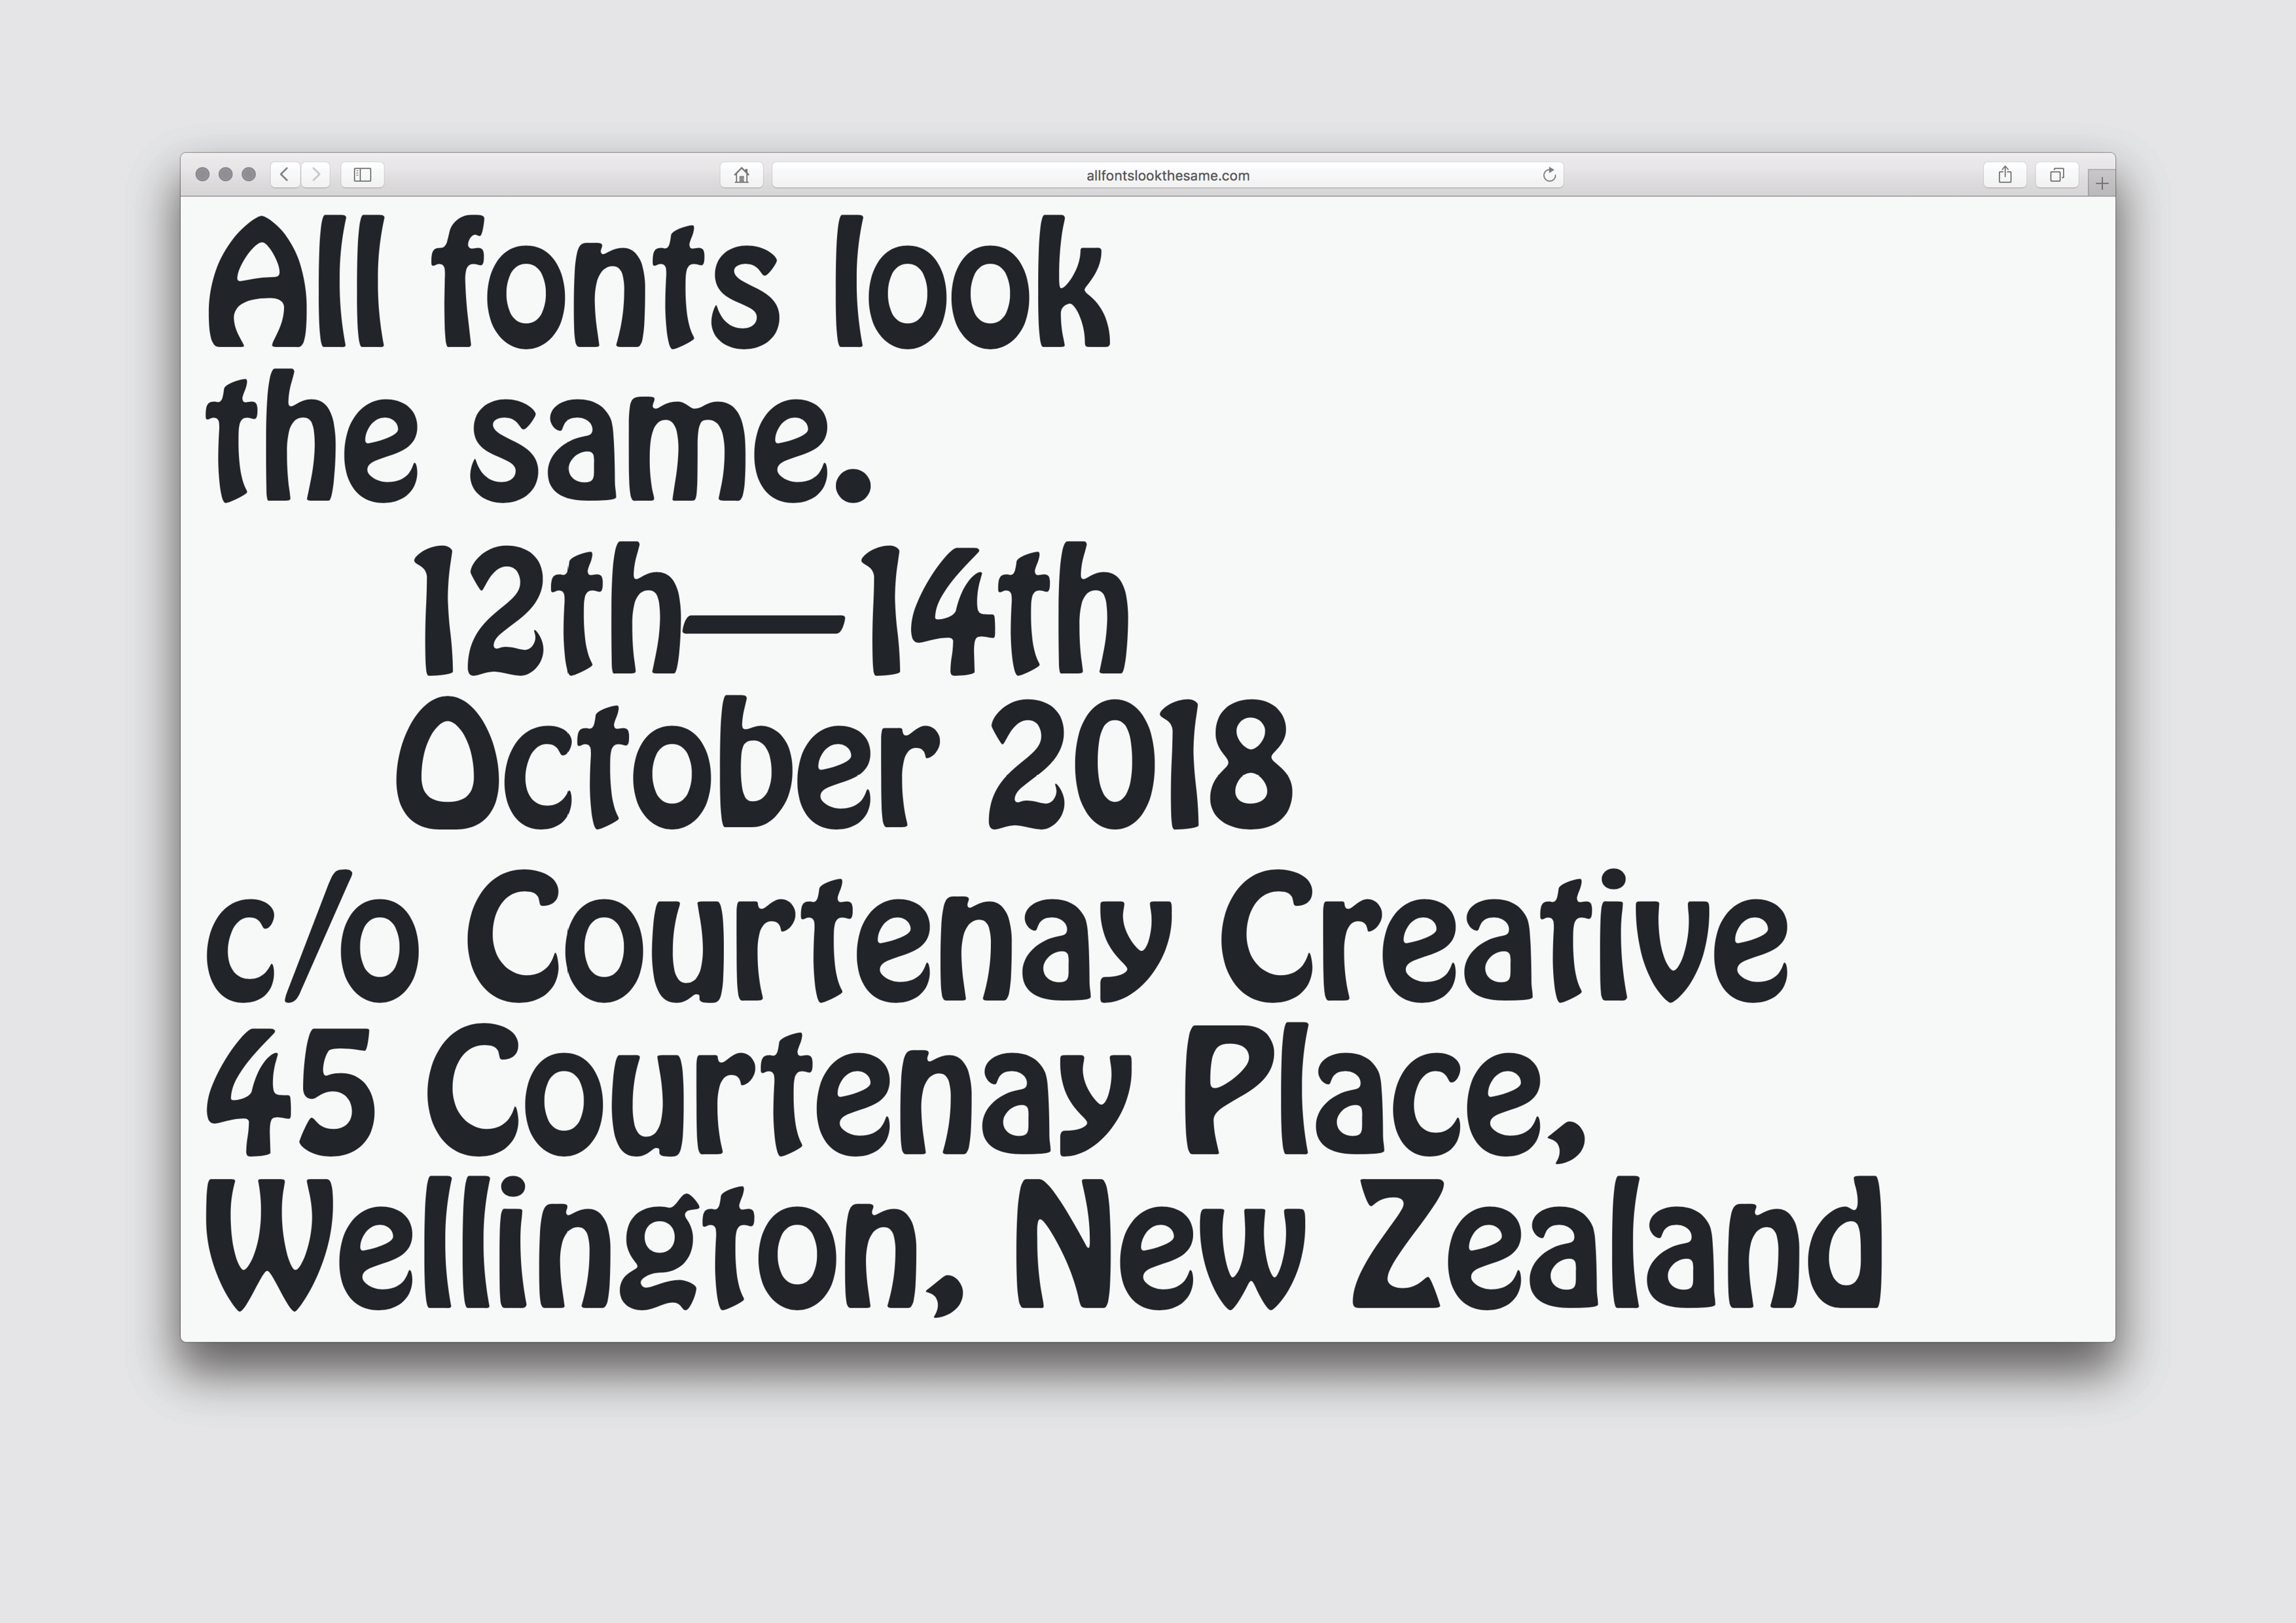 allfontslookthesame.com
All fonts look
the same.
12th—14th
October 2018
c/o Courtenay Creative
45 Courtenay Place,
Wellington, New Zealand